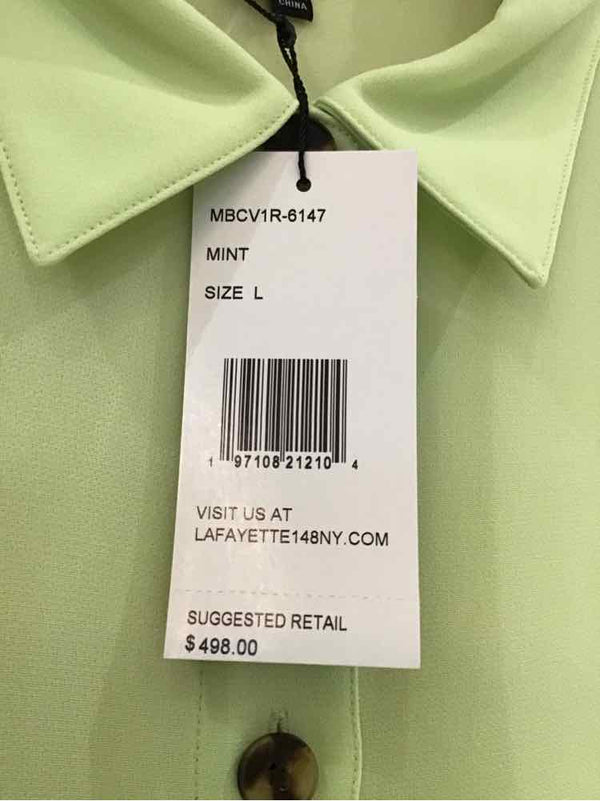 CHINA
MBCV1R-6147
MINT
SIZE L
1 97108 21210 4
VISIT US AT
LAFAYETTE148NY.COM
SUGGESTED RETAIL
$498.00